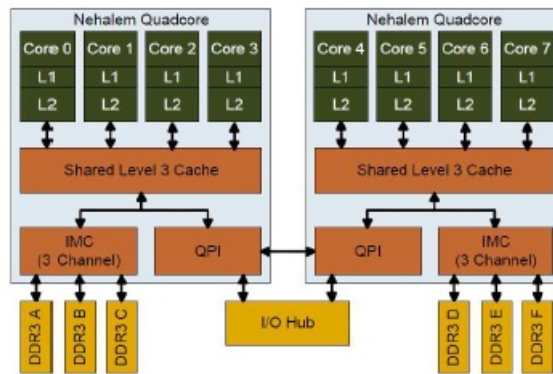 Nehalem Quadcore
Core 0
L1
L2
Core 1
L1
L2
Core 2
L1
L2
Core 3
L1
L2
Shared Level 3 Cache
IMC
(3 Channel)
QPI
DDR3 A
DDR3 B
DDR3 C
Nehalem Quadcore
Core 4
L1
L2
Core 5
L1
L2
Core 6
L1
L2
Core 7
L1
L2
Shared Level 3 Cache
QPI
IMC
(3 Channel)
I/O Hub
DDR3 D
DDR3 E
DDR3 F